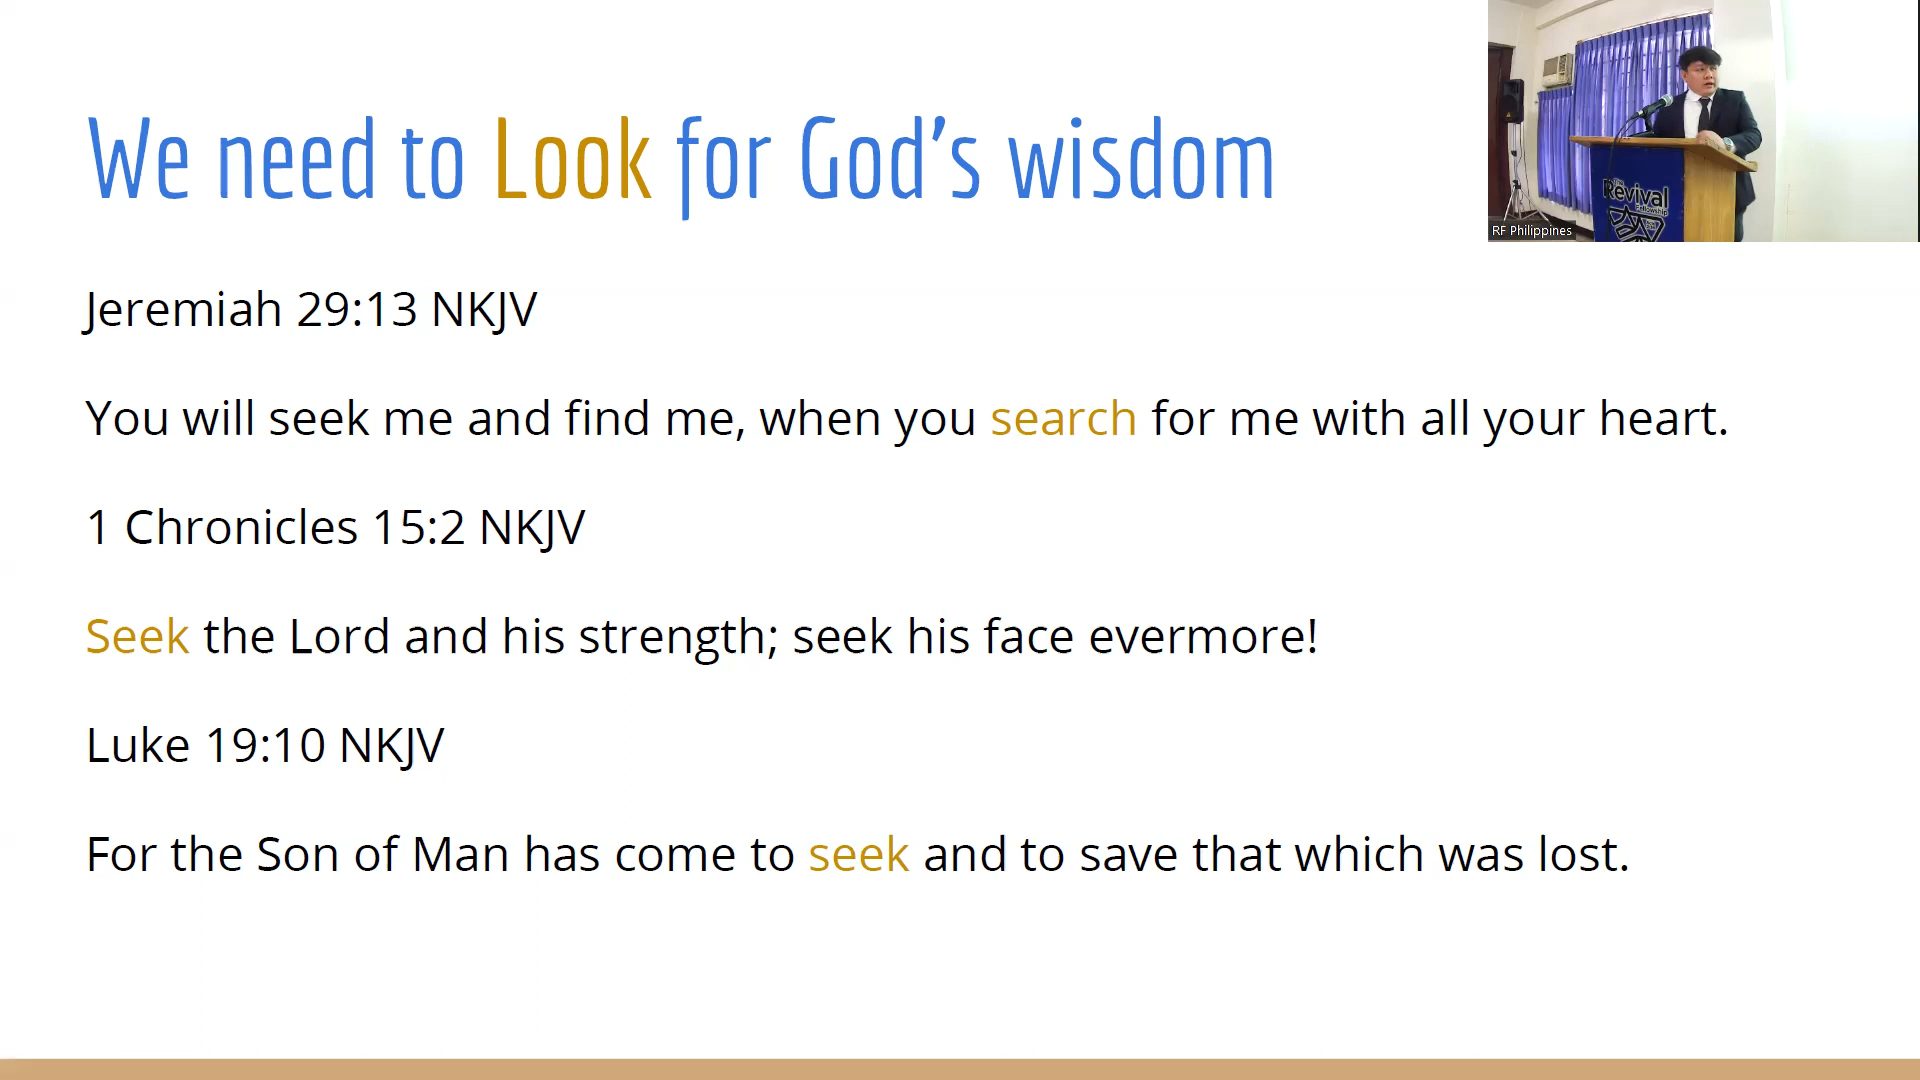 We need to Look for God’s wisdom
Jeremiah 29:13 NKJV
You will seek me and find me, when you search for me with all your heart.
1 Chronicles 15:2 NKJV
Seek the Lord and his strength; seek his face evermore!
Luke 19:10 NKJV
For the Son of Man has come to seek and to save that which was lost.
The
Revival
Fellowship
RF Philippines